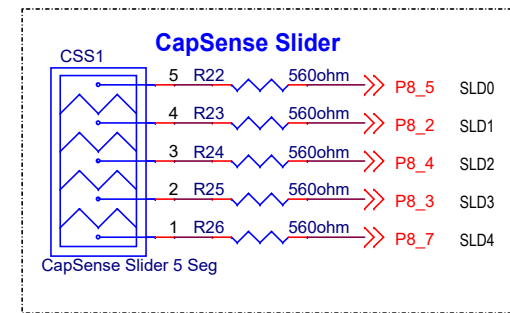 CapSense Slider
CSS1
5 R22 560ohm P8_5 SLD0
4 R23 560ohm P8_2 SLD1
3 R24 560ohm P8_4 SLD2
2 R25 560ohm P8_3 SLD3
1 R26 560ohm P8_7 SLD4
CapSense Slider 5 Seg